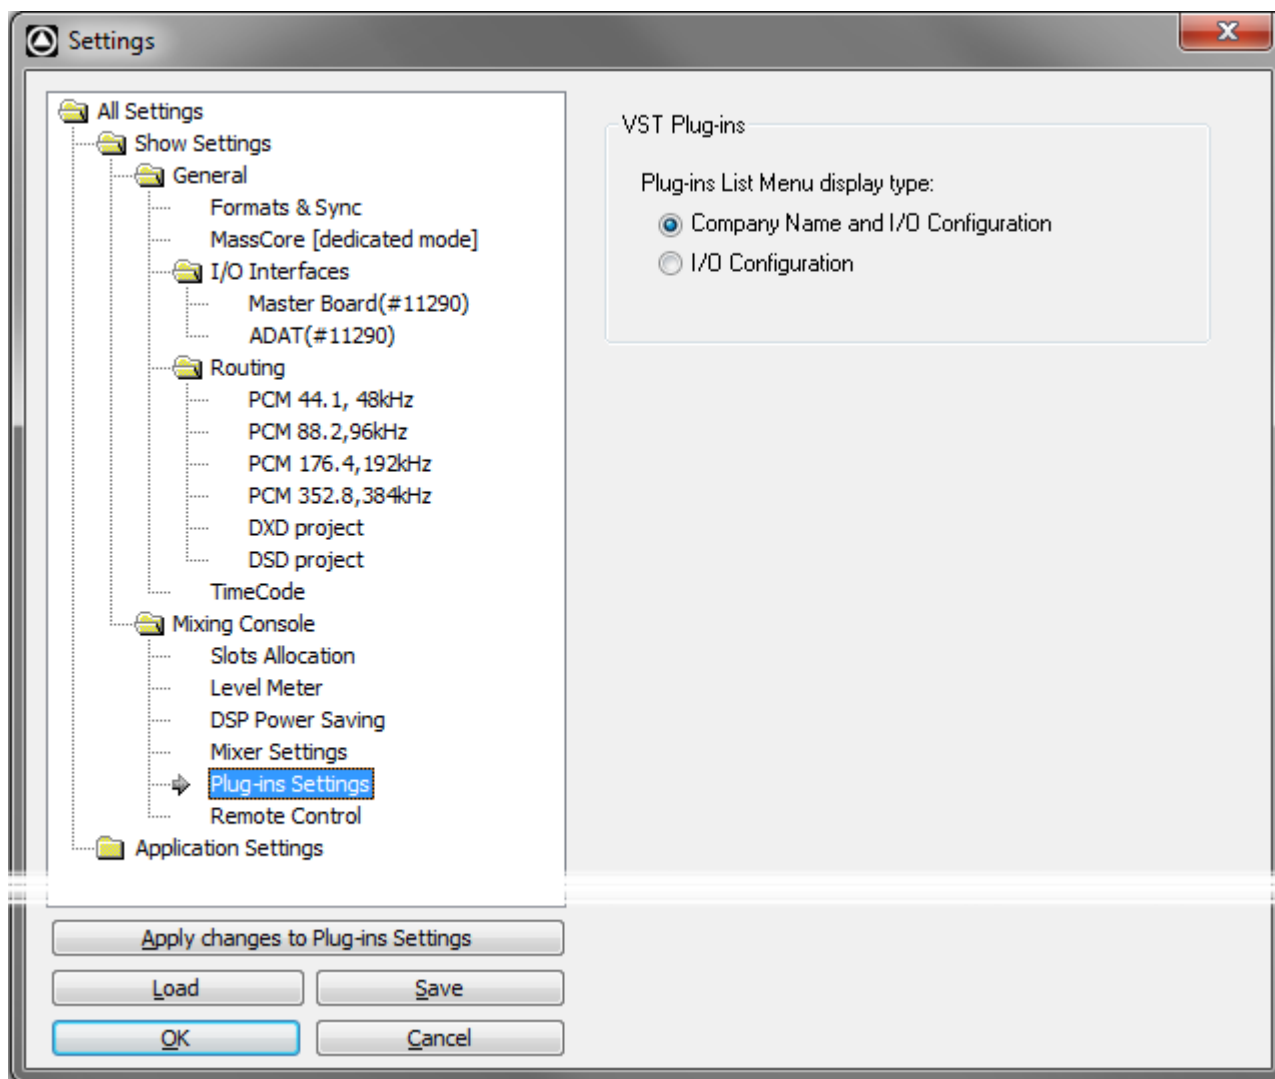 Settings
All Settings
Show Settings
General
Formats & Sync
MassCore [dedicated mode]
I/O Interfaces
Master Board(#11290)
ADAT(#11290)
Routing
PCM 44.1, 48kHz
PCM 88.2,96kHz
PCM 176.4,192kHz
PCM 352.8,384kHz
DXD project
DSD project
TimeCode
Mixing Console
Slots Allocation
Level Meter
DSP Power Saving
Mixer Settings
Plug-ins Settings
Remote Control
Application Settings
Apply changes to Plug-ins Settings
Load Save
OK Cancel
VST Plug-ins
Plug-ins List Menu display type:
Company Name and I/O Configuration
I/O Configuration